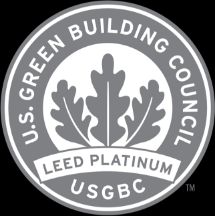 U.S. GREEN BUILDING COUNCIL
LEED PLATINUM
USGBC
TM